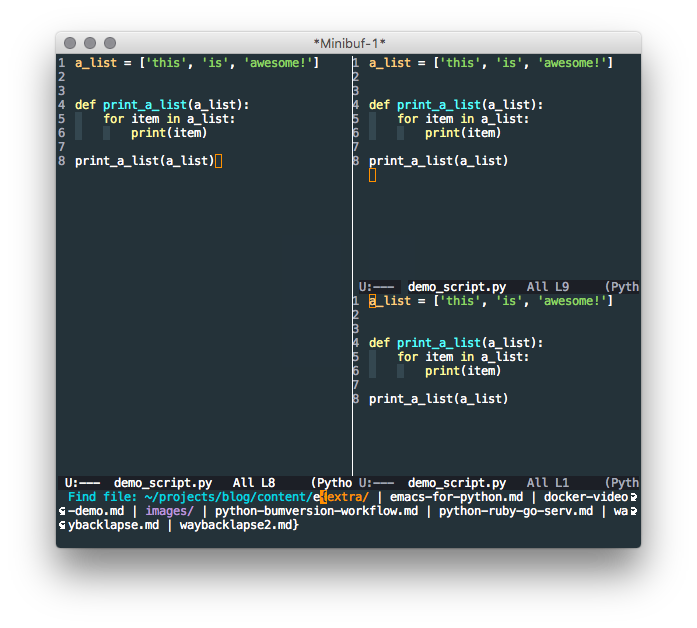 *Minibuf-1*
1 a_list = ['this', 'is', 'awesome!']
2
3
4 def print_a_list(a_list):
5     for item in a_list:
6         print(item)
7
8 print_a_list(a_list)
U:---  demo_script.py   All L8     (Pytho
1 a_list = ['this', 'is', 'awesome!']
2
3
4 def print_a_list(a_list):
5     for item in a_list:
6         print(item)
7
8 print_a_list(a_list)
U:---  demo_script.py   All L9     (Pyth
1 a_list = ['this', 'is', 'awesome!']
2
3
4 def print_a_list(a_list):
5     for item in a_list:
6         print(item)
7
8 print_a_list(a_list)
U:---  demo_script.py   All L1     (Pyth
Find file: ~/projects/blog/content/e{extra/ | emacs-for-python.md | docker-video
-demo.md | images/ | python-bumversion-workflow.md | python-ruby-go-serv.md | wa
ybacklapse.md | waybacklapse2.md}